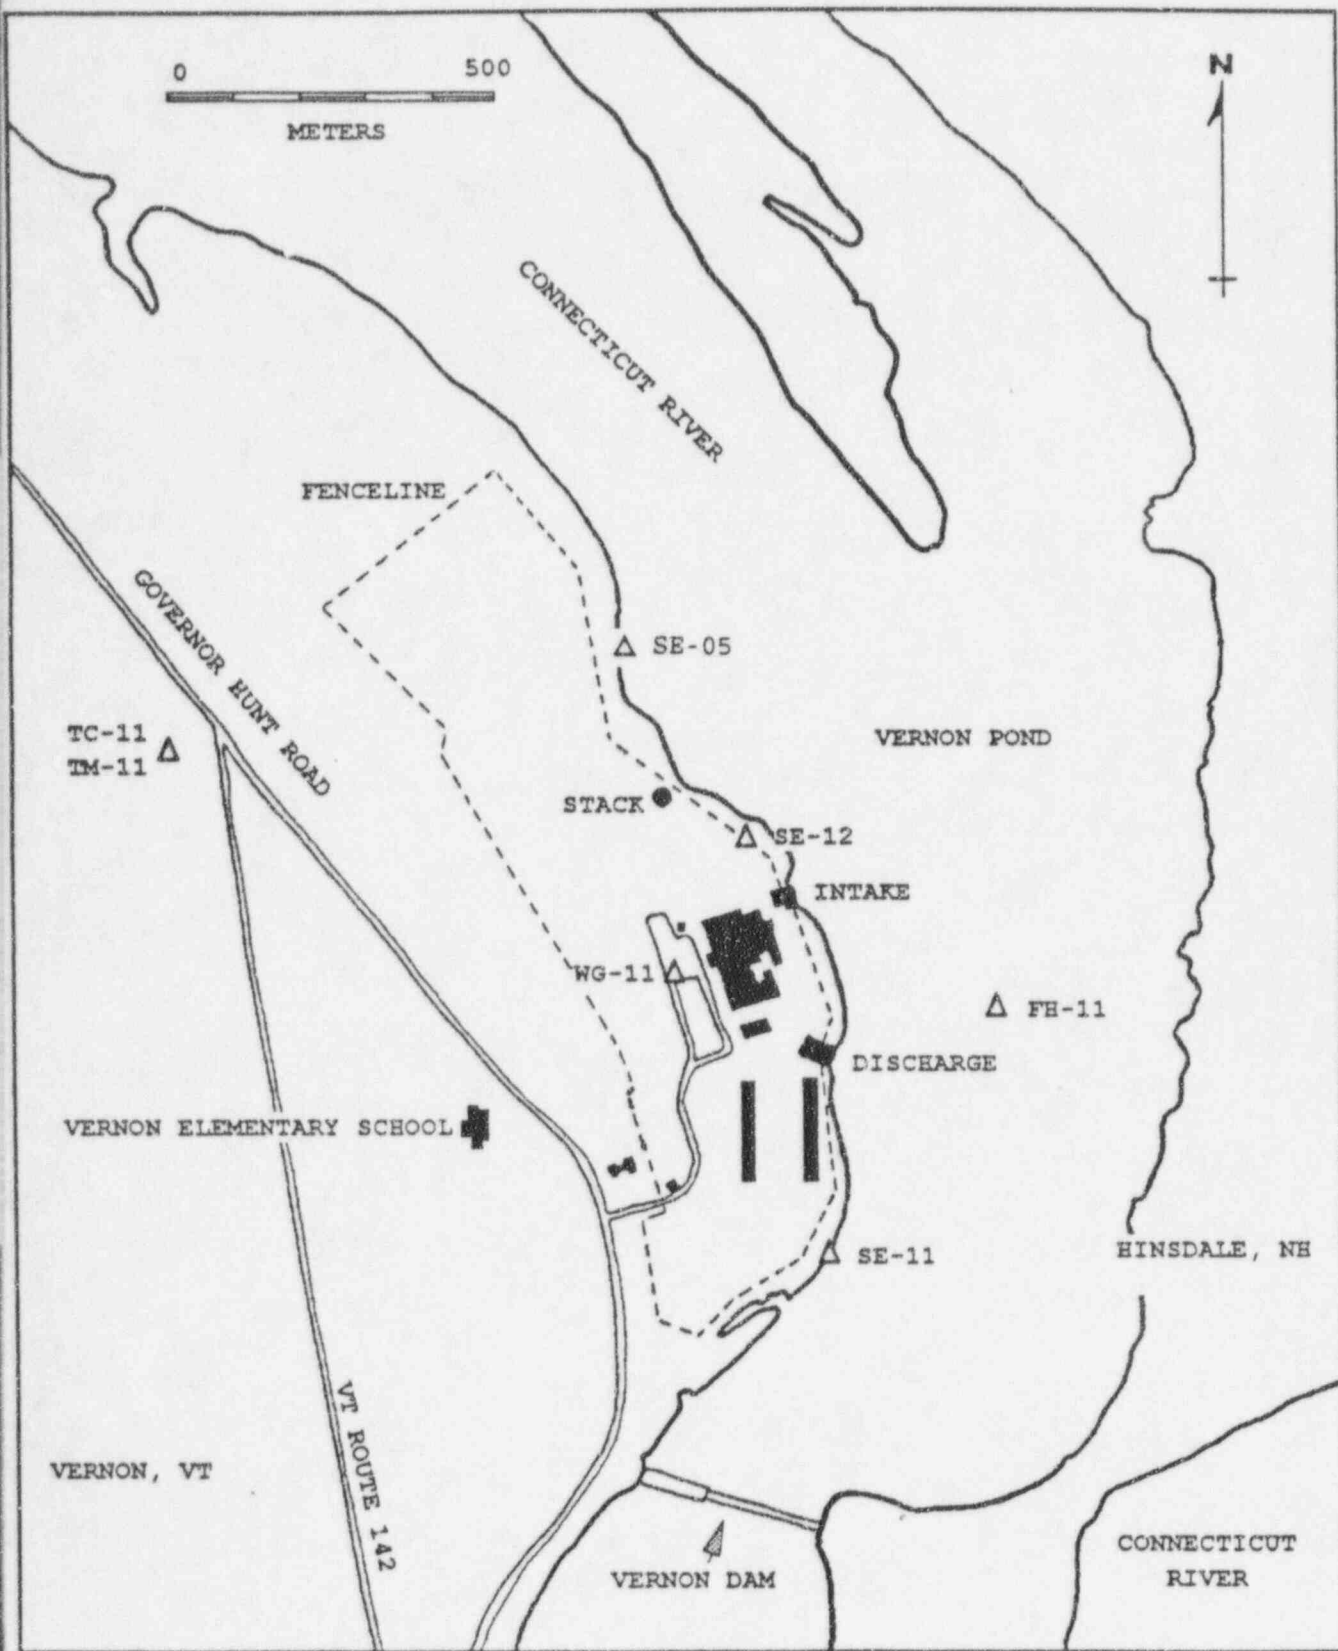 0 500
METERS
N
CONNECTICUT RIVER
FENCELINE
GOVERNOR HUNT ROAD
SE-05
TC-11
TM-11
VERNON POND
STACK
SE-12
INTAKE
WG-11
FH-11
DISCHARGE
VERNON ELEMENTARY SCHOOL
HINSDALE, NH
SE-11
VT ROUTE 142
VERNON, VT
VERNON DAM
CONNECTICUT
RIVER